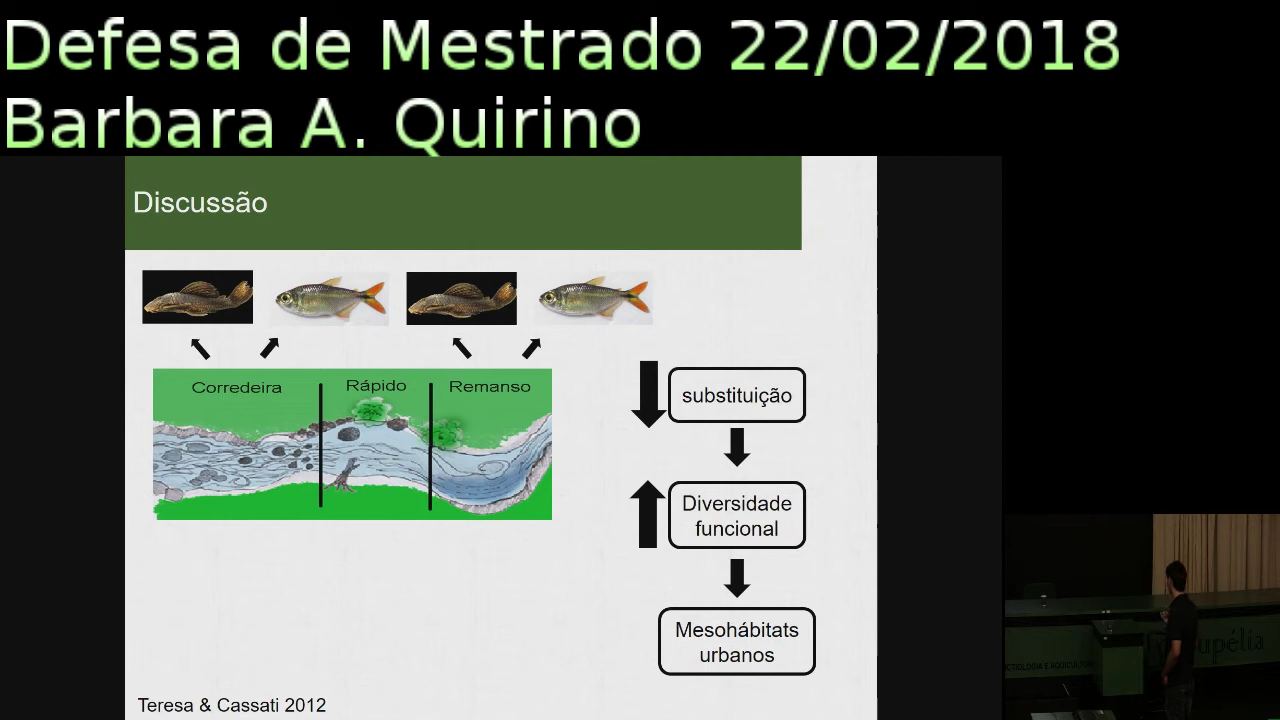 Defesa de Mestrado 22/02/2018
Barbara A. Quirino
Discussão
Corredeira
Rápido
Remanso
substituição
Diversidade
funcional
Mesohábitats
urbanos
Teresa & Cassati 2012